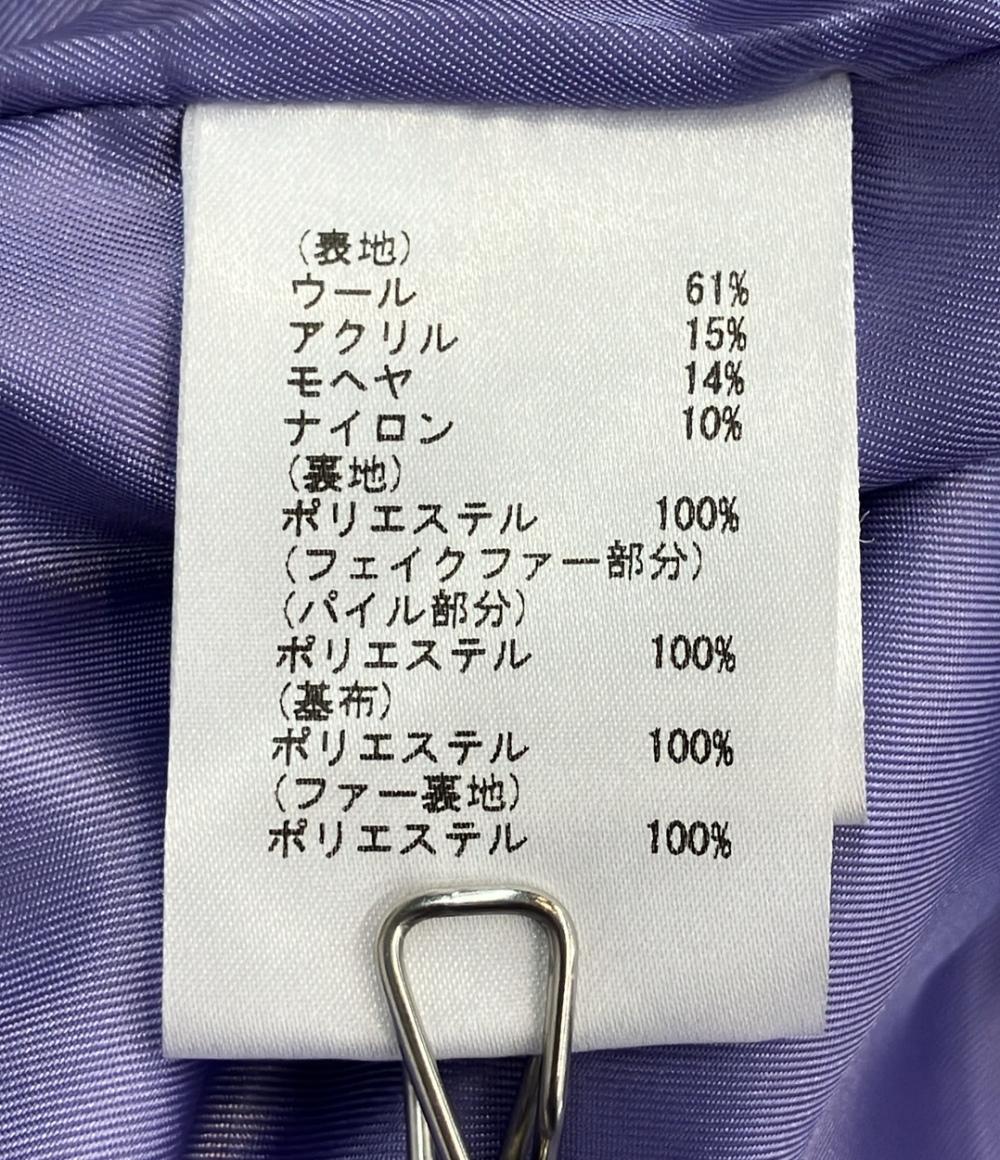 (表地)
ウール 61%
アクリル 15%
モヘヤ 14%
ナイロン 10%
(裏地)
ポリエステル 100%
(フェイクファー部分)
(パイル部分)
ポリエステル 100%
(基布)
ポリエステル 100%
(ファー裏地)
ポリエステル 100%